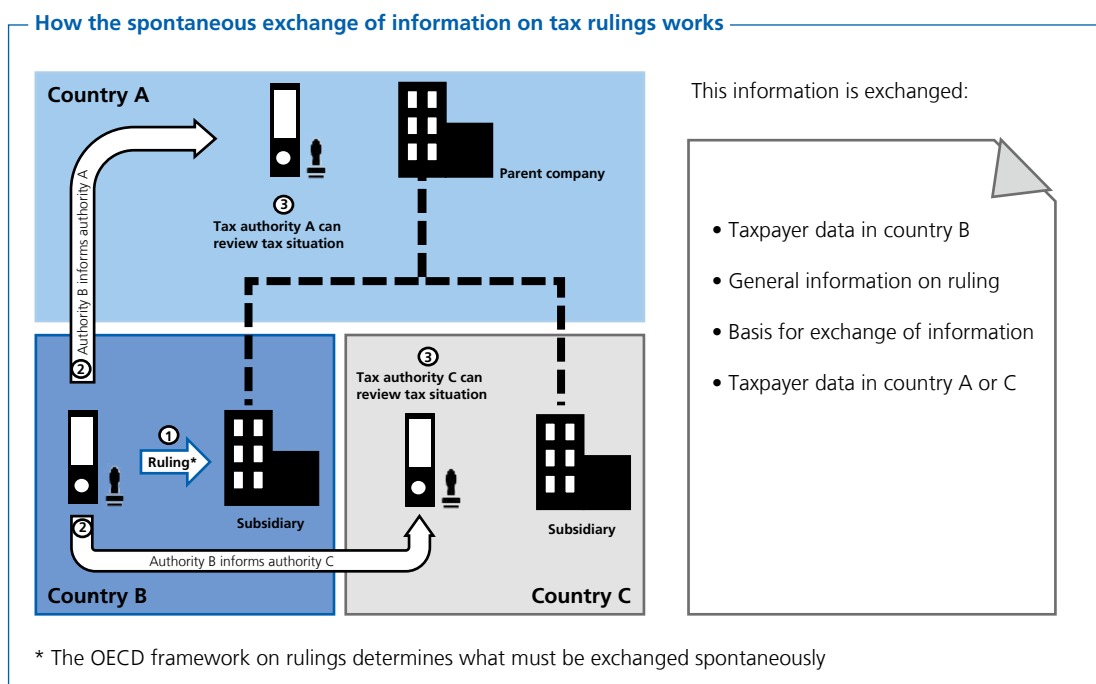 How the spontaneous exchange of information on tax rulings works
Country A
Authority B informs authority A
2
3
Tax authority A can
review tax situation
Parent company
1
Ruling*
Subsidiary
2
Authority B informs authority C
Country B
3
Tax authority C can
review tax situation
Subsidiary
Country C
This information is exchanged:
• Taxpayer data in country B
• General information on ruling
• Basis for exchange of information
• Taxpayer data in country A or C
* The OECD framework on rulings determines what must be exchanged spontaneously